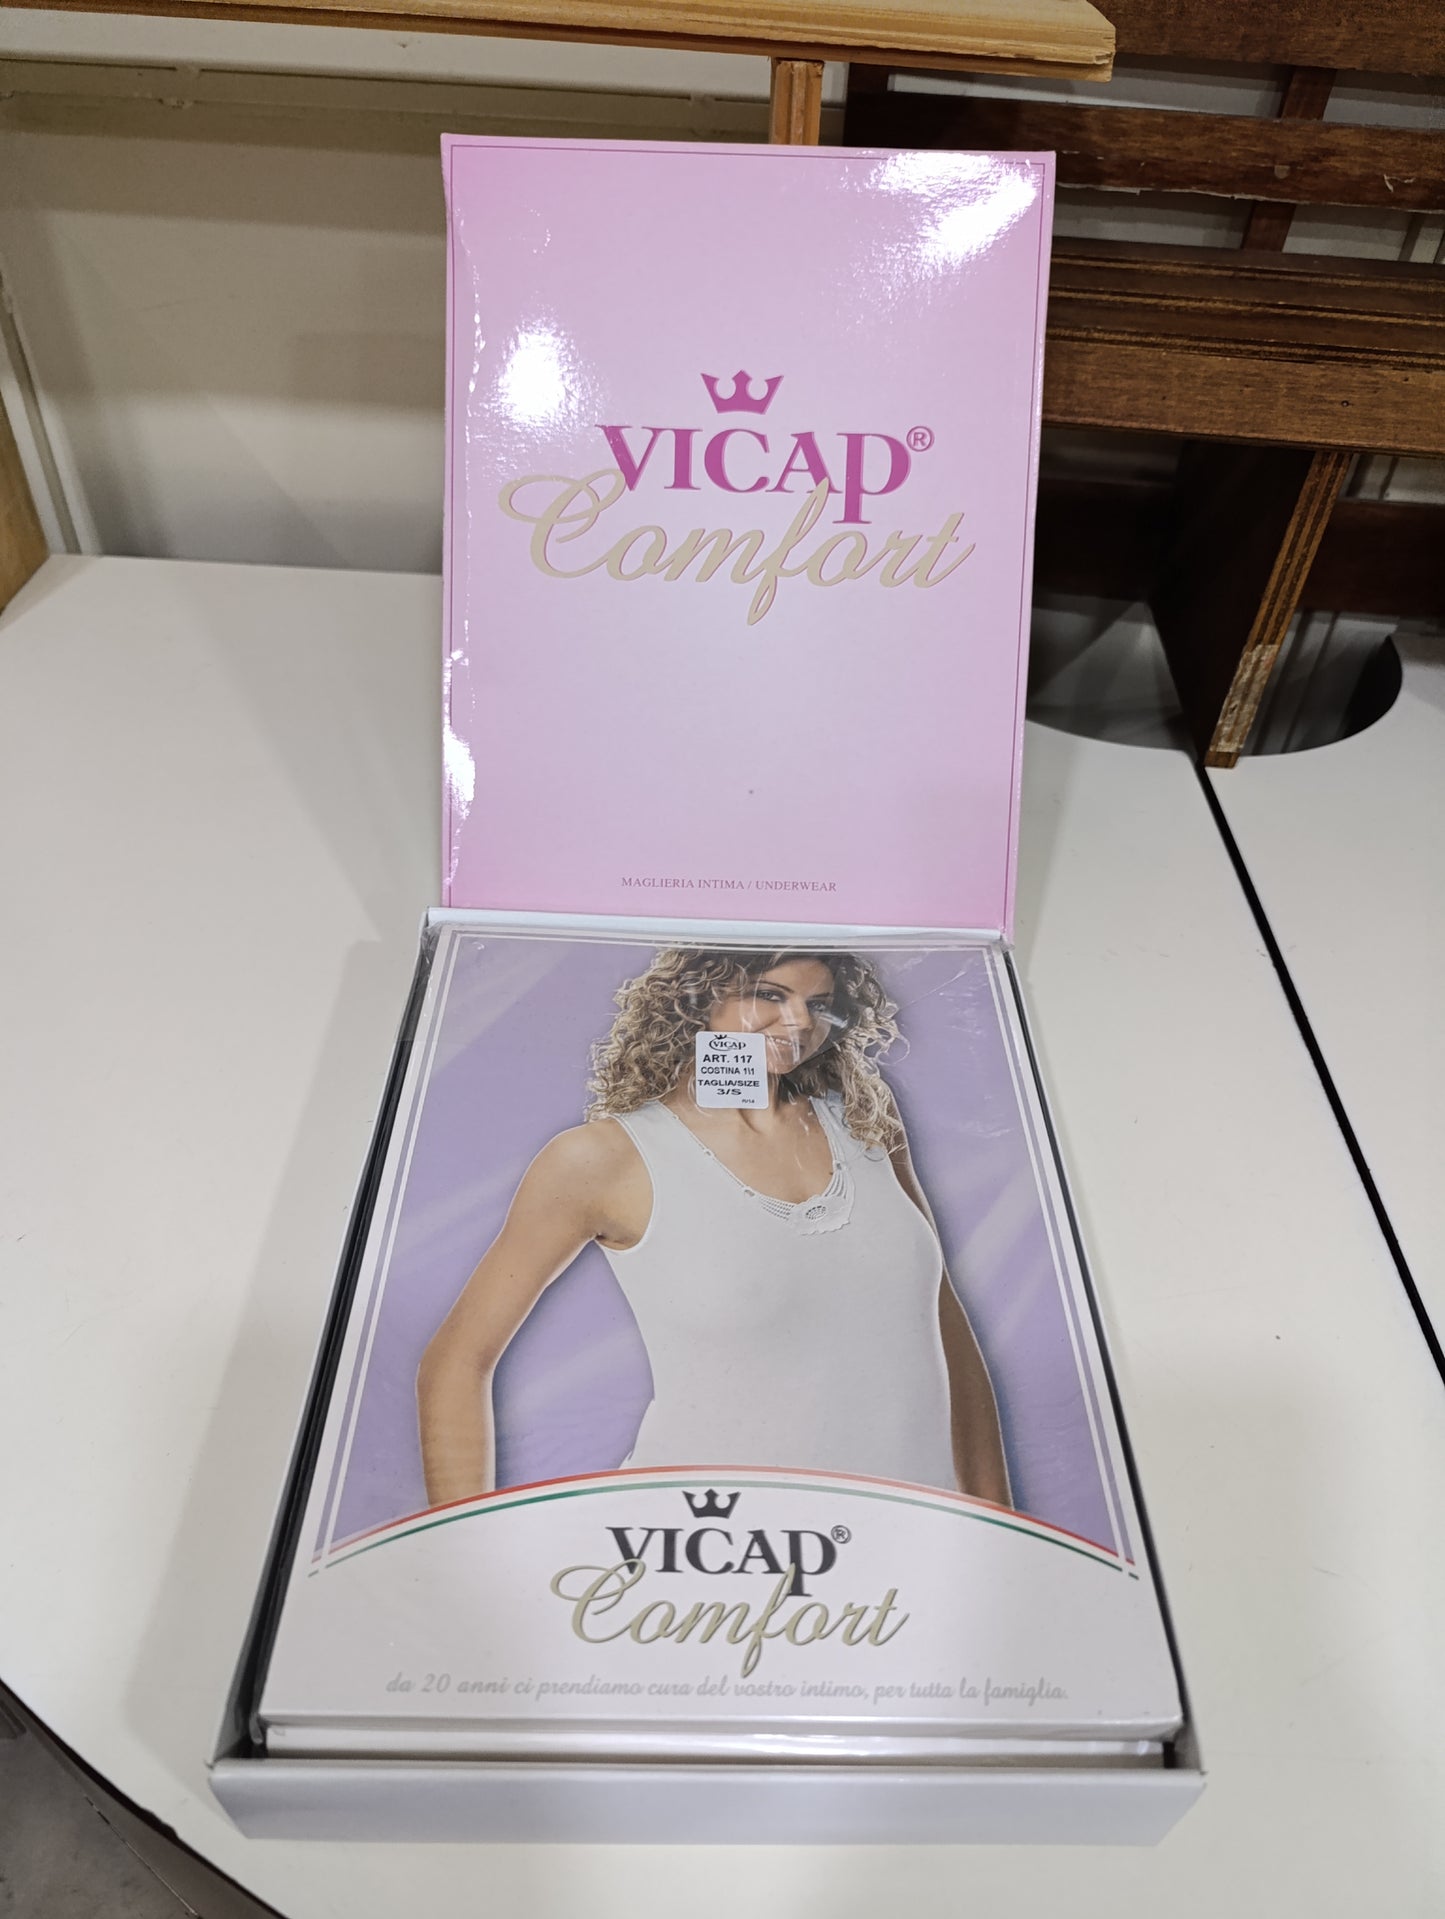 VICAP®
Comfort
MAGLIERIA INTIMA / UNDERWEAR
VICAP
ART. 117
COSTINA 1\1
TAGLIA/SIZE
3/S
VICAP®
Comfort
da 20 anni ci prendiamo cura del vostro intimo, per tutta la famiglia.